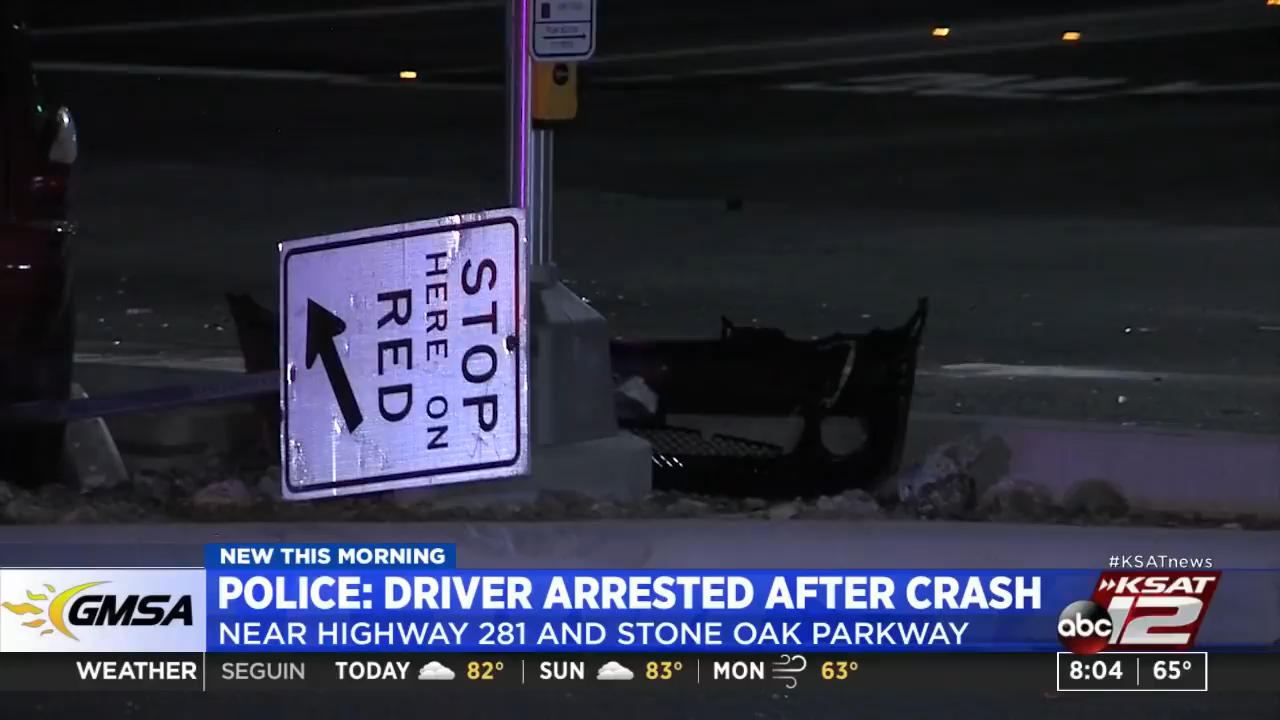 STOP
HERE ON
RED
NEW THIS MORNING
#KSATnews
GMSA
POLICE: DRIVER ARRESTED AFTER CRASH
NEAR HIGHWAY 281 AND STONE OAK PARKWAY
KSAT
abc 12
WEATHER SEGUIN TODAY 82° SUN 83° MON 63°
8:04 65°